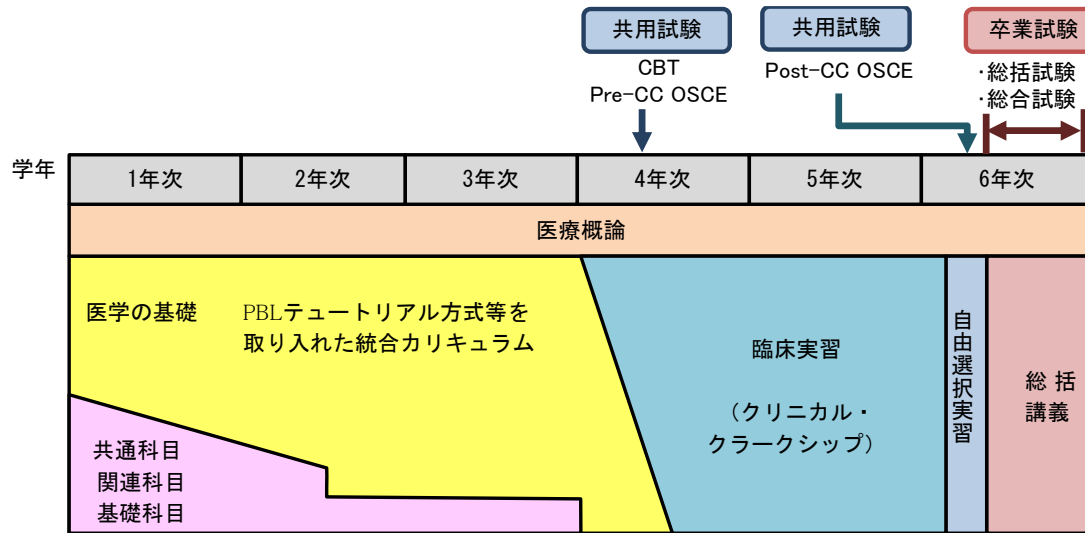 共用試験
共用試験
卒業試験
CBT
Pre-CC OSCE
Post-CC OSCE
・総括試験
・総合試験
学年
1年次
2年次
3年次
4年次
5年次
6年次
医療概論
医学の基礎
PBLテュートリアル方式等を
取り入れた統合カリキュラム
臨床実習
（クリニカル・
クラークシップ）
自由選択実習
総 括
講義
共通科目
関連科目
基礎科目